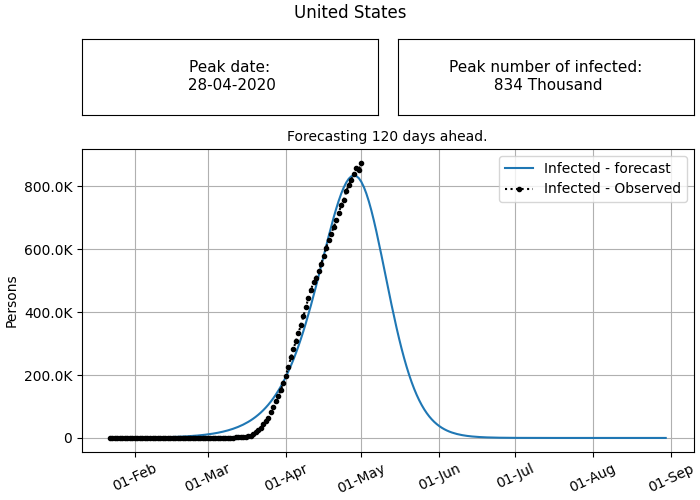 United States
Peak date:
28-04-2020
Peak number of infected:
834 Thousand
Forecasting 120 days ahead.
Infected - forecast
Infected - Observed
800.0K
600.0K
400.0K
200.0K
0
Persons
01-Feb
01-Mar
01-Apr
01-May
01-Jun
01-Jul
01-Aug
01-Sep